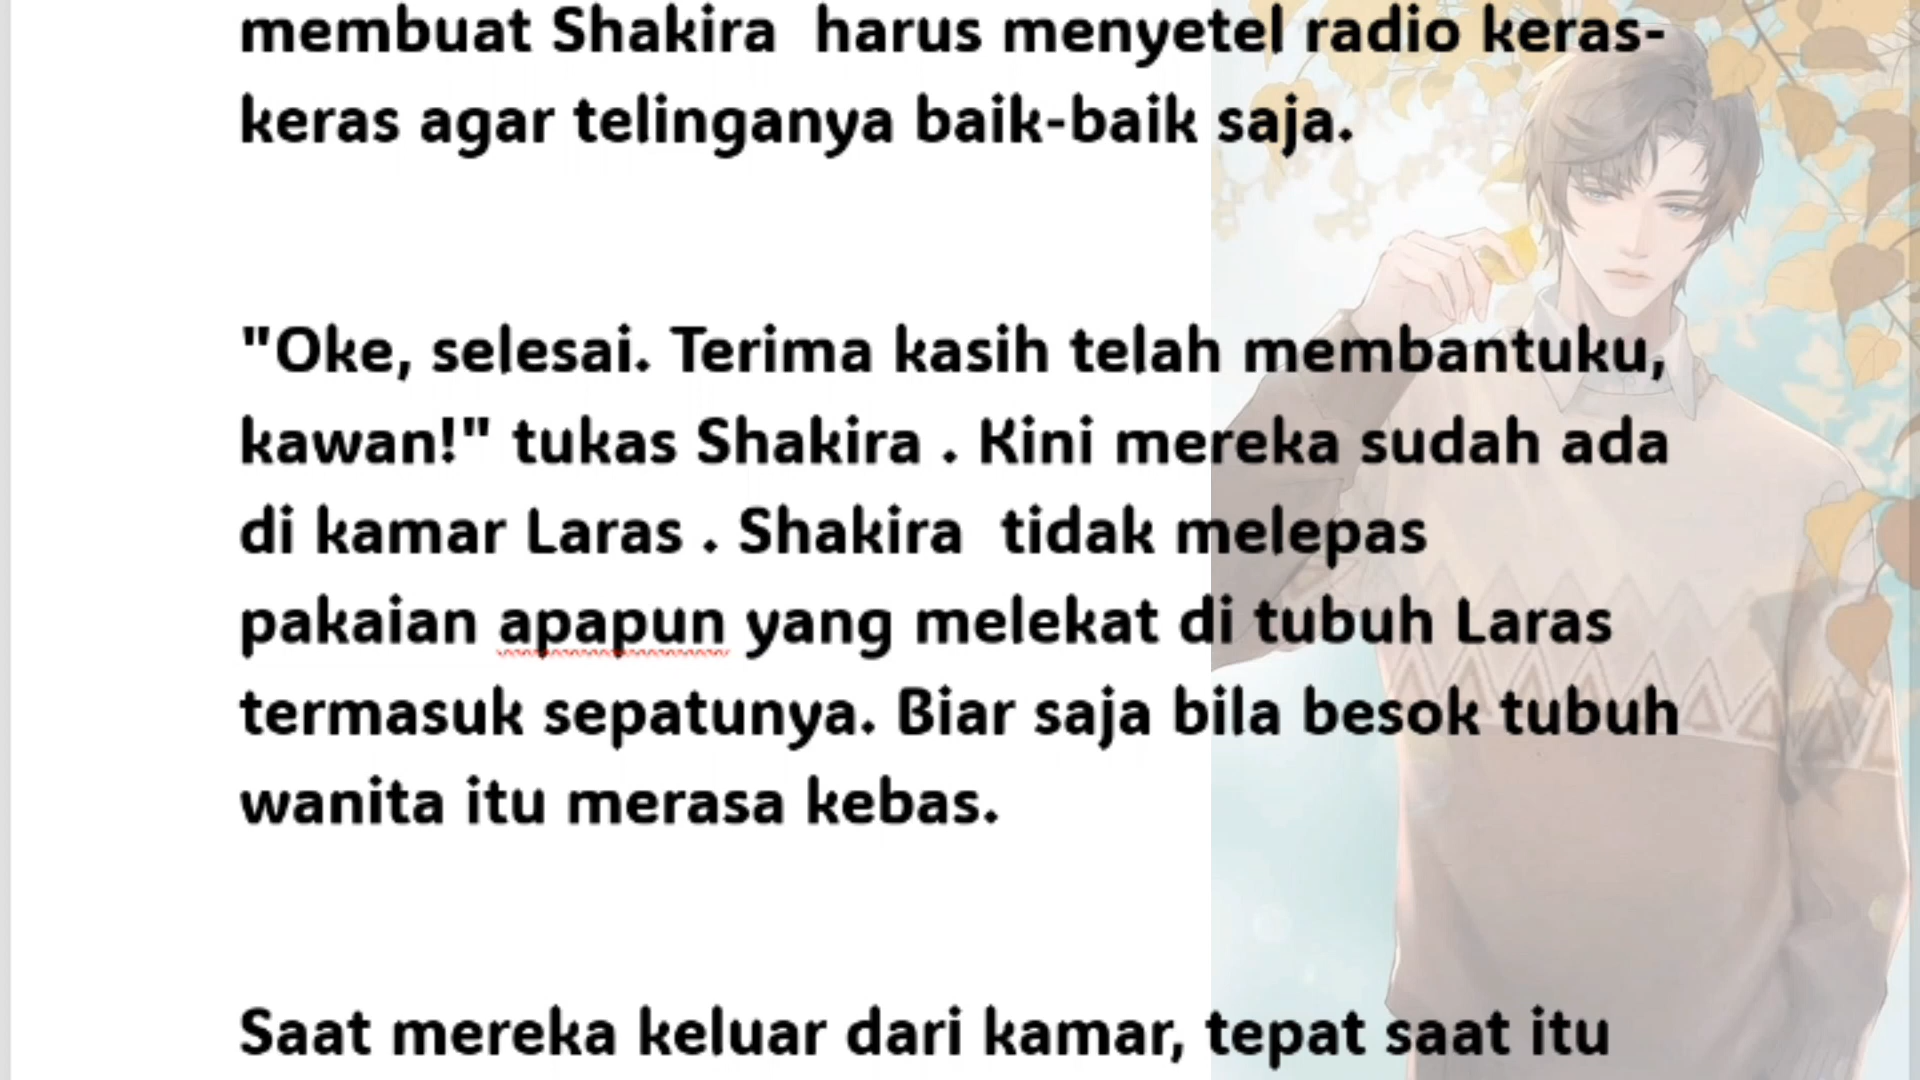 membuat Shakira  harus menyetel radio keras-
keras agar telinganya baik-baik saja.
"Oke, selesai. Terima kasih telah membantuku,
kawan!" tukas Shakira . Kini mereka sudah ada
di kamar Laras . Shakira  tidak melepas
pakaian apapun yang melekat di tubuh Laras
termasuk sepatunya. Biar saja bila besok tubuh
wanita itu merasa kebas.
Saat mereka keluar dari kamar, tepat saat itu